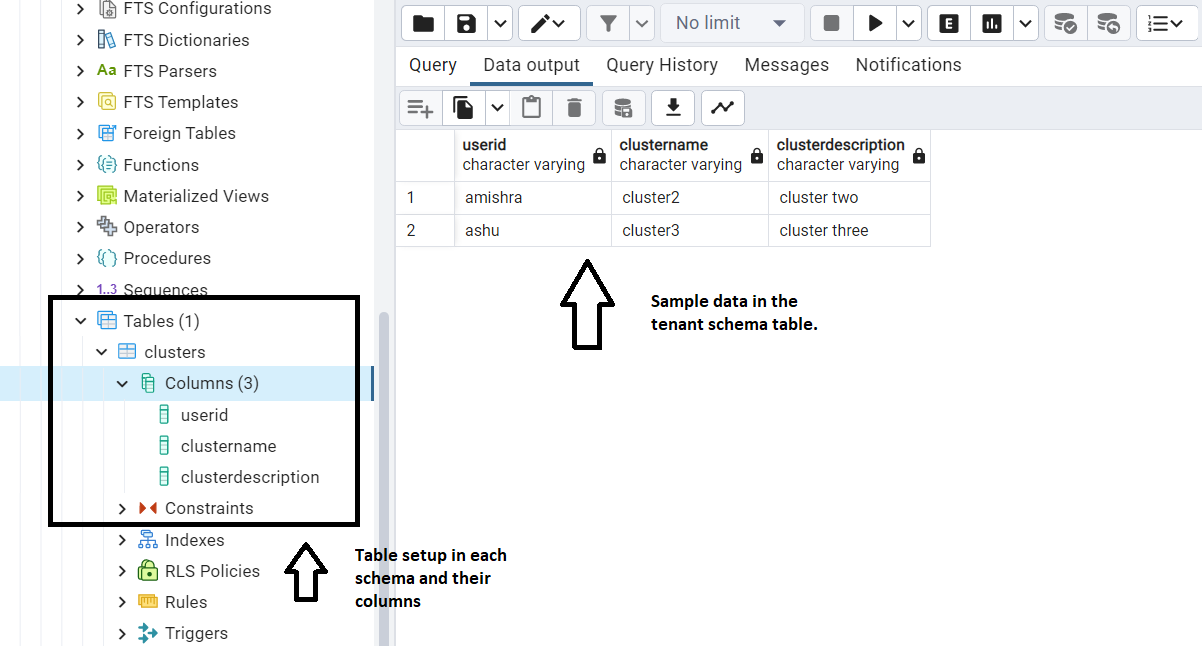 FTS Configurations
FTS Dictionaries
Aa FTS Parsers
FTS Templates
Foreign Tables
Functions
Materialized Views
Operators
Procedures
1..3 Sequences
Tables (1)
clusters
Columns (3)
userid
clustername
clusterdescription
Constraints
Indexes
RLS Policies
Rules
Triggers
No limit
E
Query Data output Query History Messages Notifications
userid clustername clusterdescription
character varying character varying character varying
1 amishra cluster2 cluster two
2 ashu cluster3 cluster three
Sample data in the
tenant schema table.
Table setup in each
schema and their
columns